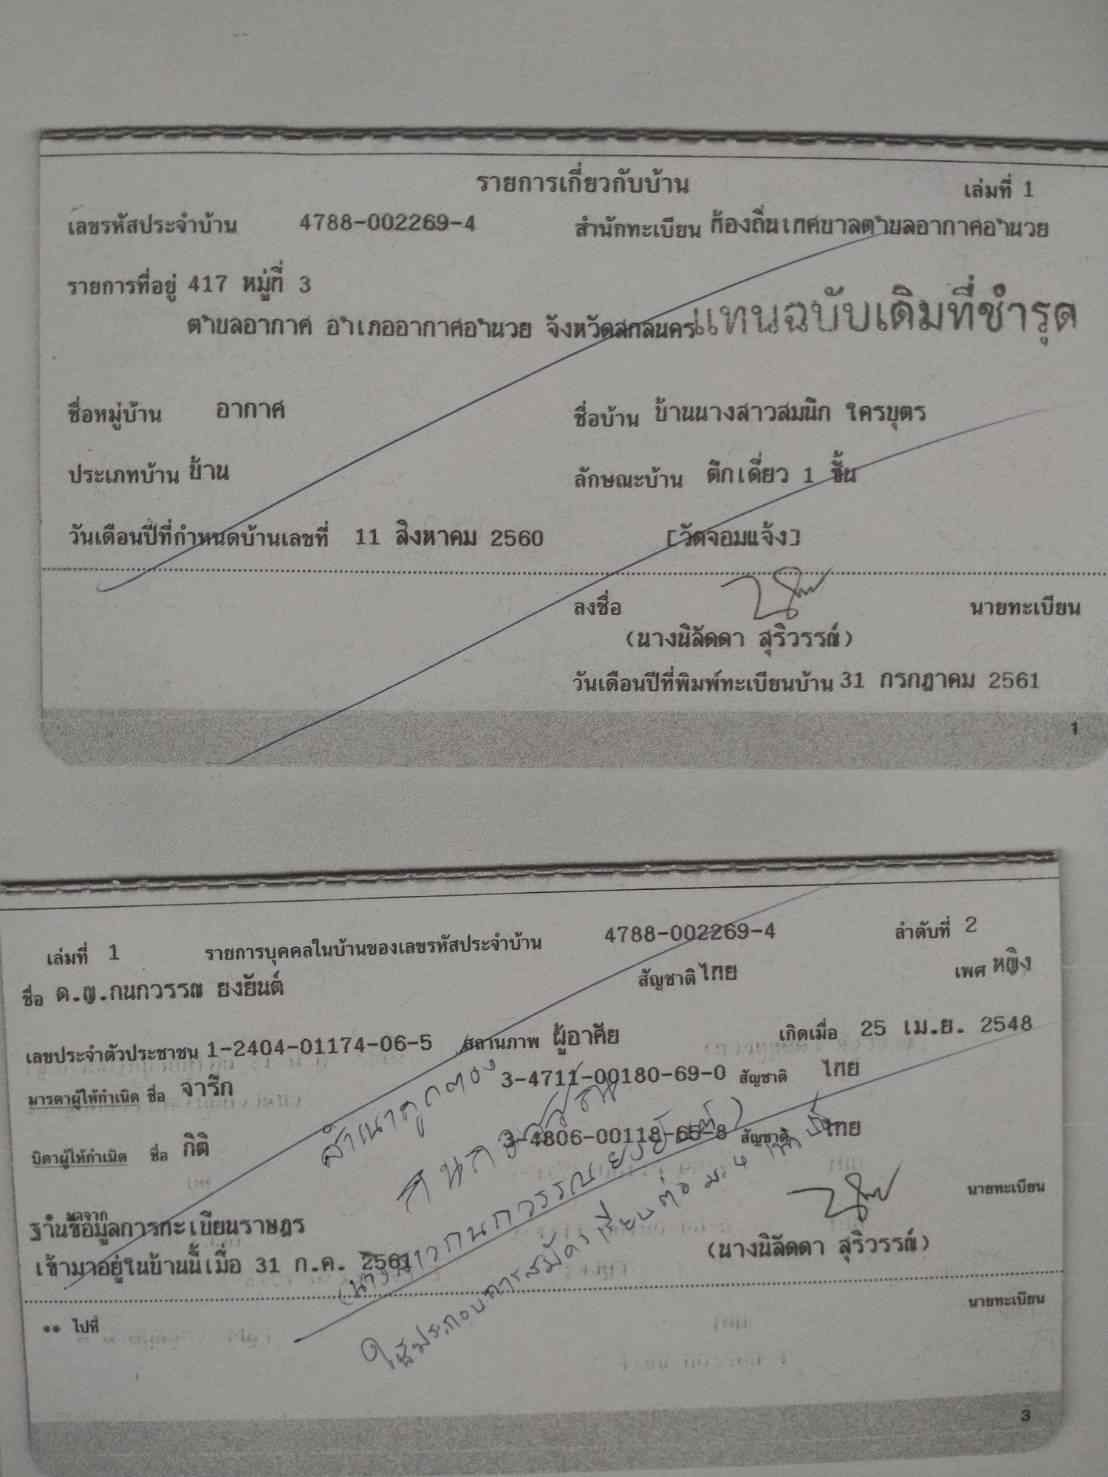 รายการเกี่ยวกับบ้าน เล่มที่ 1
เลขรหัสประจำบ้าน 4788-002269-4 สำนักทะเบียน ท้องถิ่นเทศบาลตำบลอากาศอำนวย
รายการที่อยู่ 417 หมู่ที่ 3
ตำบลอากาศ อำเภออากาศอำนวย จังหวัดสกลนคร แทนฉบับเดิมที่ชำรุด
ชื่อหมู่บ้าน อากาศ ชื่อบ้าน บ้านนางสาวสมนึก ใครบุตร
ประเภทบ้าน บ้าน ลักษณะบ้าน ตึกเดี่ยว 1 ชั้น
วันเดือนปีที่กำหนดบ้านเลขที่ 11 สิงหาคม 2560 [วัดจอมแจ้ง]
ลงชื่อ นายทะเบียน
(นางนิลัดดา สุริวรรณ์)
วันเดือนปีที่พิมพ์ทะเบียนบ้าน 31 กรกฎาคม 2561
1
เล่มที่ 1 รายการบุคคลในบ้านของเลขรหัสประจำบ้าน 4788-002269-4 ลำดับที่ 2
ชื่อ ด.ญ.กนกวรรณ ยงยันต์ สัญชาติ ไทย เพศ หญิง
เลขประจำตัวประชาชน 1-2404-01174-06-5 สถานภาพ ผู้อาศัย เกิดเมื่อ 25 เม.ย. 2548
มารดาผู้ให้กำเนิด ชื่อ จารึก 3-4711-00180-69-0 สัญชาติ ไทย
บิดาผู้ให้กำเนิด ชื่อ กิติ 3-4806-00118-65-8 สัญชาติ ไทย
สำเนาถูกต้อง
กนกวรรณ
(นางสาวกนกวรรณ ยงยันต์)
ใช้ประกอบการสมัครเรียนต่อ ม.4
มาจาก
ฐานข้อมูลการทะเบียนราษฎร นายทะเบียน
เข้ามาอยู่ในบ้านนี้เมื่อ 31 ก.ค. 2561 (นางนิลัดดา สุริวรรณ์)
** ไปที่ นายทะเบียน
3